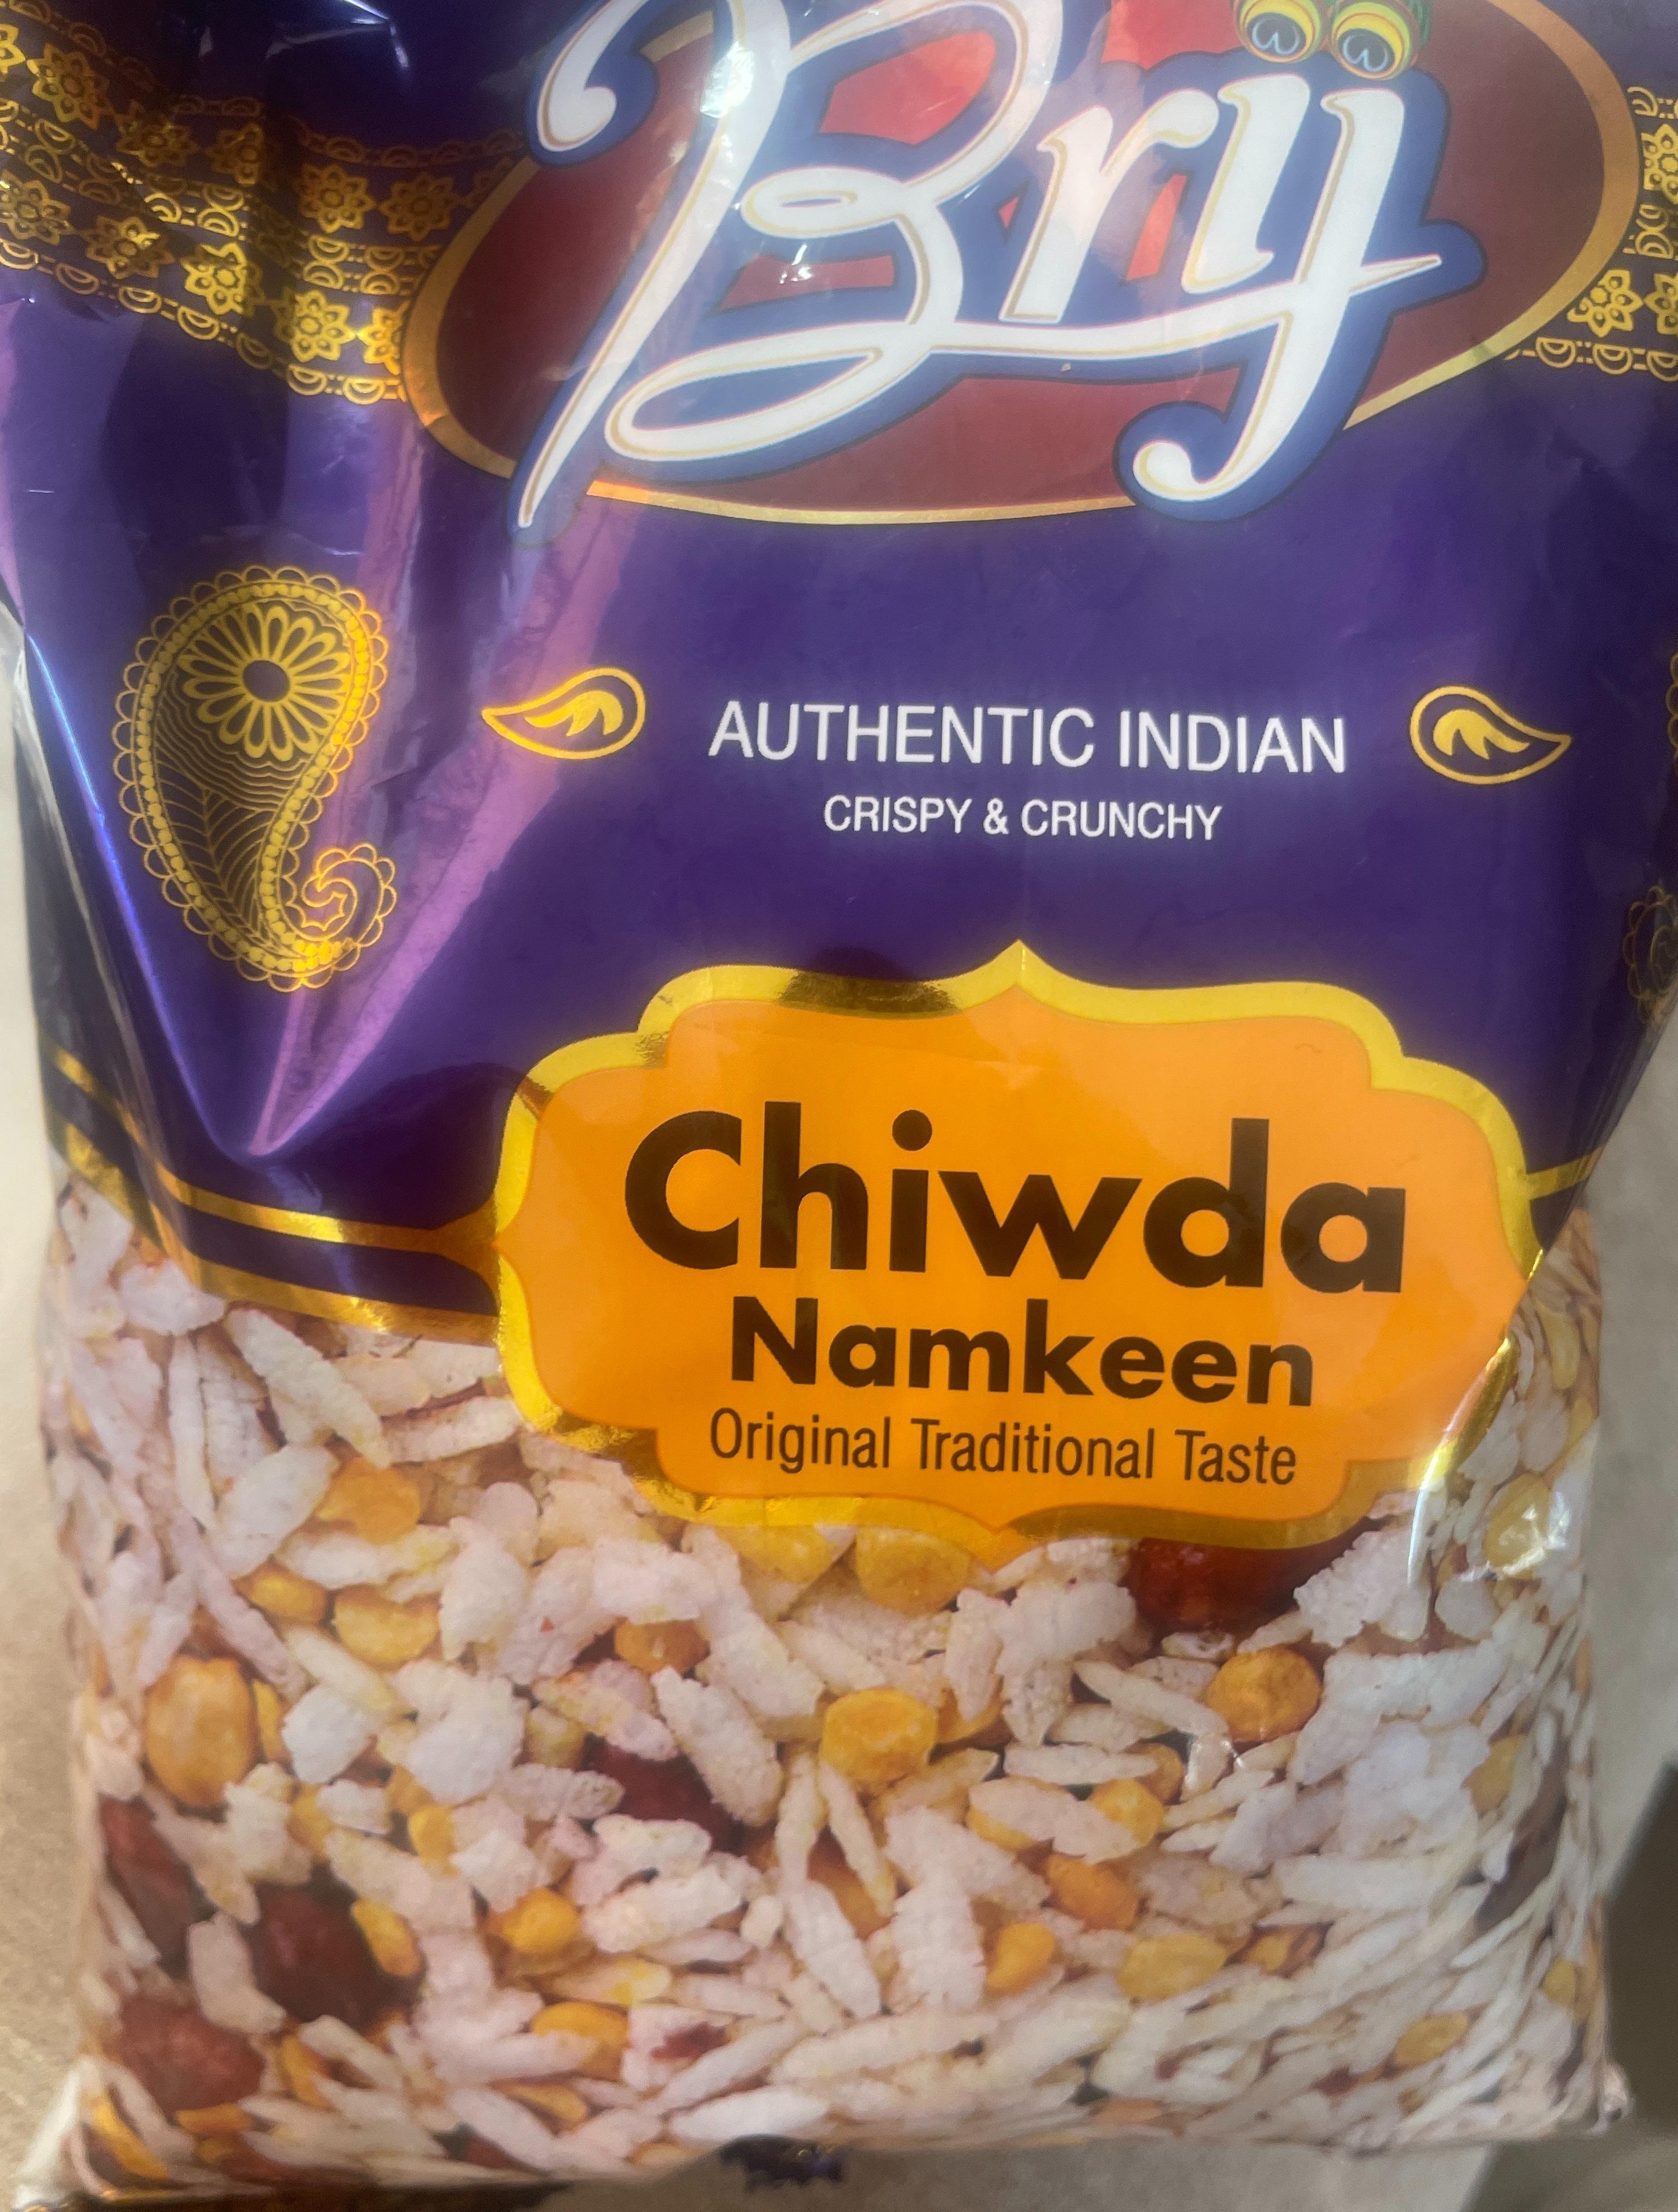 Brij
AUTHENTIC INDIAN
CRISPY & CRUNCHY
Chiwda
Namkeen
Original Traditional Taste